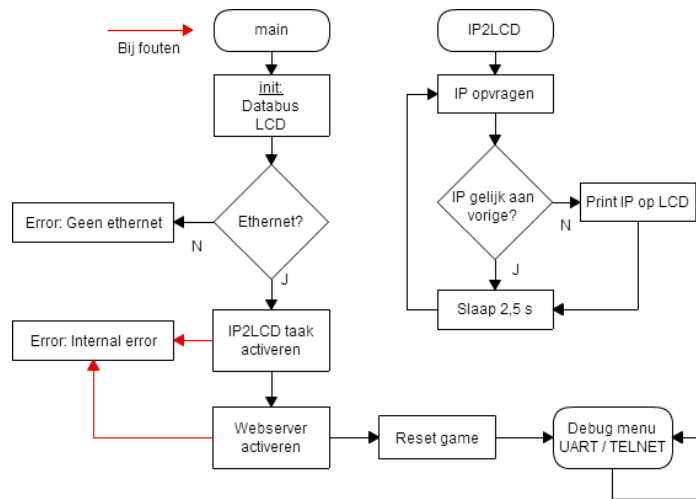 Bij fouten
main
init:
Databus
LCD
Ethernet?
N
J
Error: Geen ethernet
IP2LCD taak
activeren
Error: Internal error
Webserver
activeren
Reset game
Debug menu
UART / TELNET
IP2LCD
IP opvragen
IP gelijk aan
vorige?
N
J
Print IP op LCD
Slaap 2,5 s